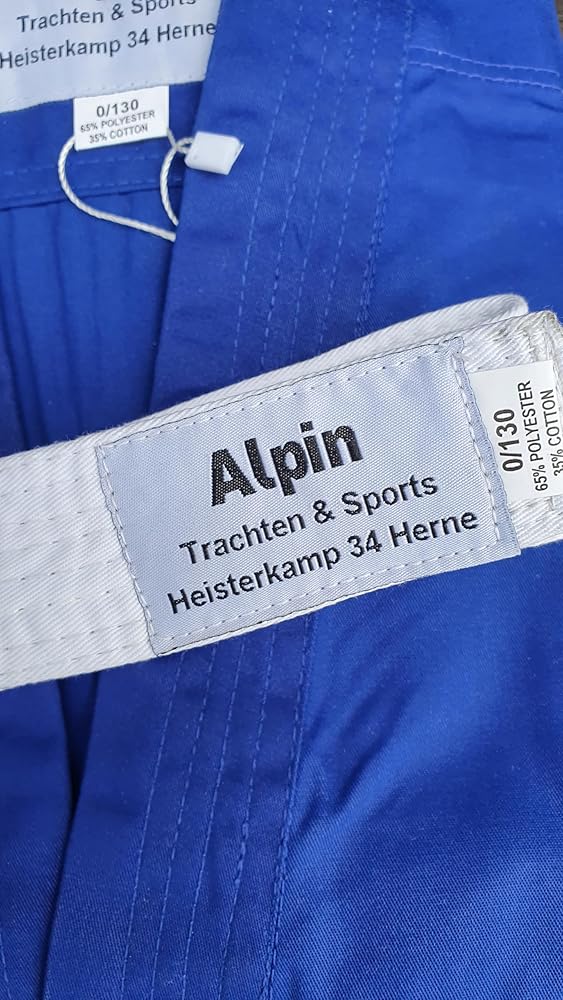 Trachten & Sports
Heisterkamp 34 Herne
0/130
65% POLYESTER
35% COTTON
Alpin
Trachten & Sports
Heisterkamp 34 Herne
0/130
65% POLYESTER
35% COTTON